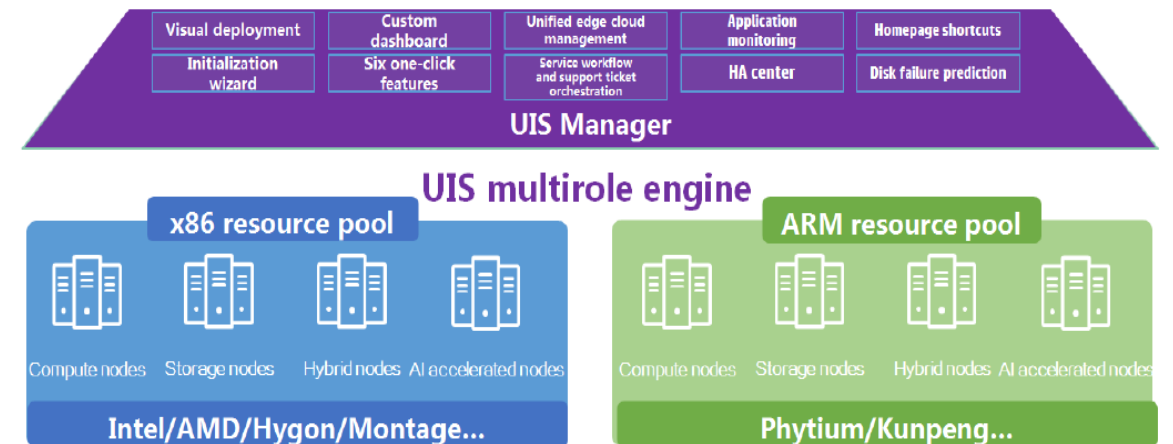 Visual deployment
Custom
dashboard
Unified edge cloud
management
Application
monitoring
Homepage shortcuts
Initialization
wizard
Six one-click
features
Service workflow
and support ticket
orchestration
HA center
Disk failure prediction
UIS Manager
UIS multirole engine
x86 resource pool
Compute nodes
Storage nodes
Hybrid nodes
AI accelerated nodes
Intel/AMD/Hygon/Montage...
ARM resource pool
Compute nodes
Storage nodes
Hybrid nodes
AI accelerated nodes
Phytium/Kunpeng...